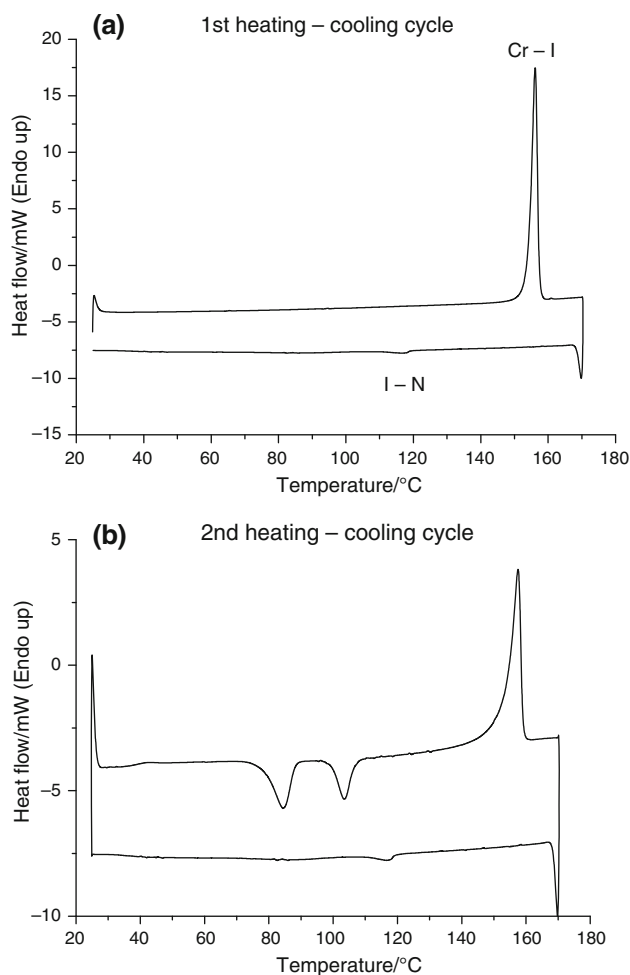 (a) 1st heating – cooling cycle
Cr – I
20
15
10
5
0
−5
−10
−15
Heat flow/mW (Endo up)
I – N
20 40 60 80 100 120 140 160 180
Temperature/°C
(b) 2nd heating – cooling cycle
5
0
−5
−10
Heat flow/mW (Endo up)
20 40 60 80 100 120 140 160 180
Temperature/°C